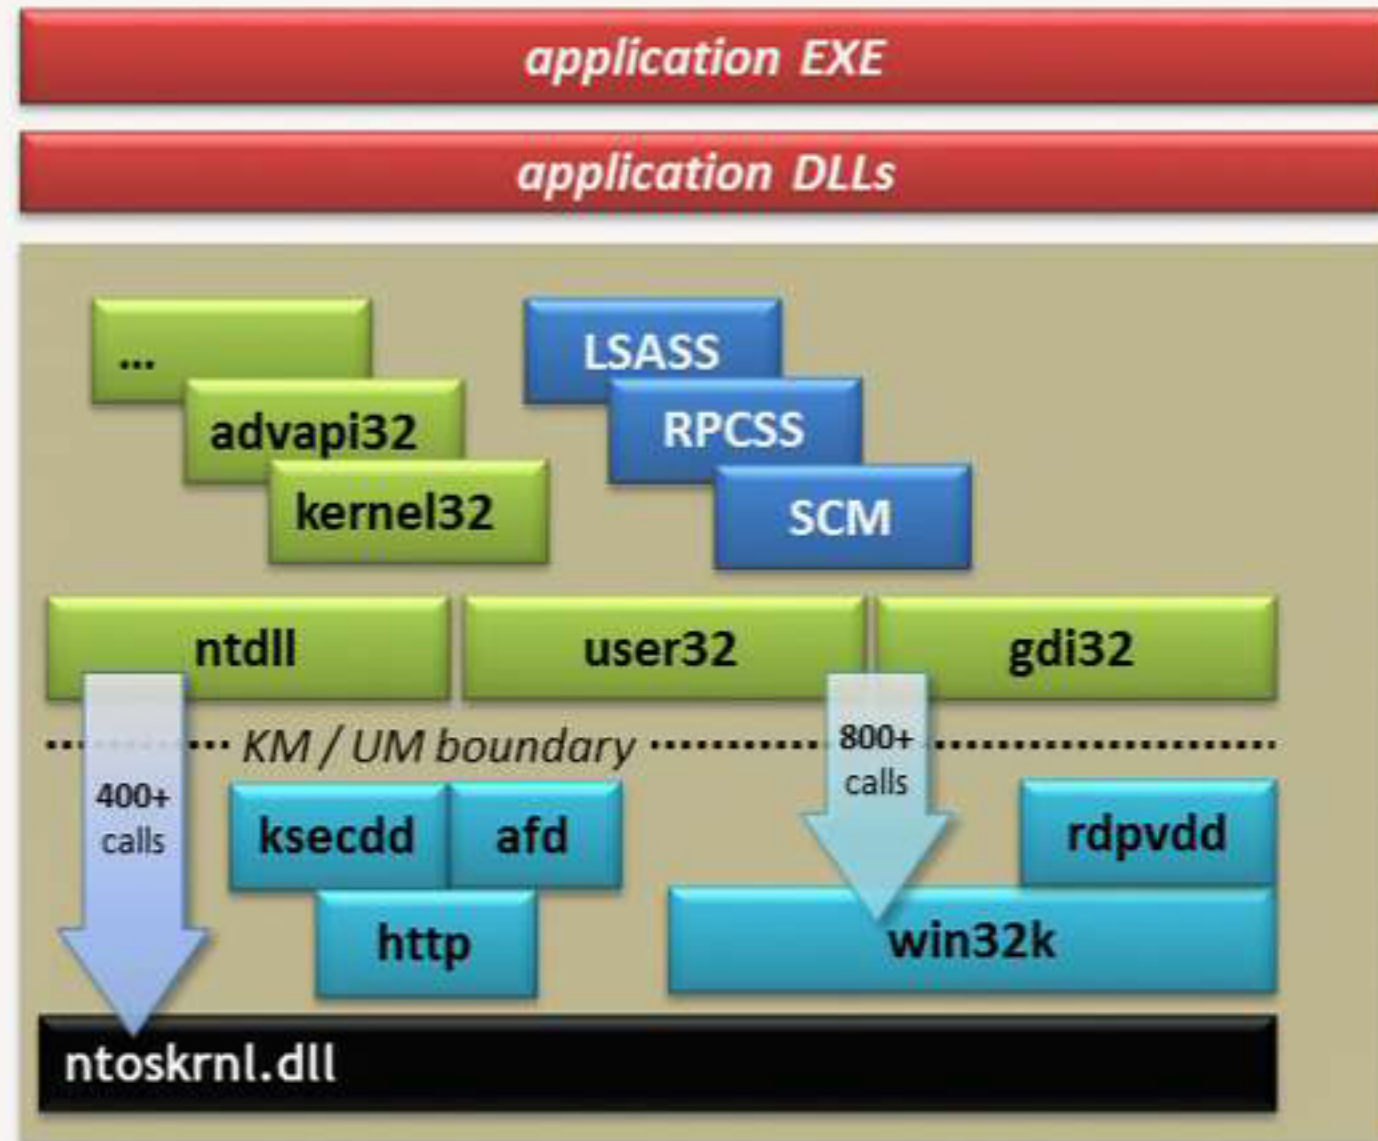 application EXE
application DLLs
...
LSASS
advapi32
RPCSS
kernel32
SCM
ntdll
user32
gdi32
KM / UM boundary
800+
calls
400+
calls
ksecdd
afd
rdpvdd
http
win32k
ntoskrnl.dll